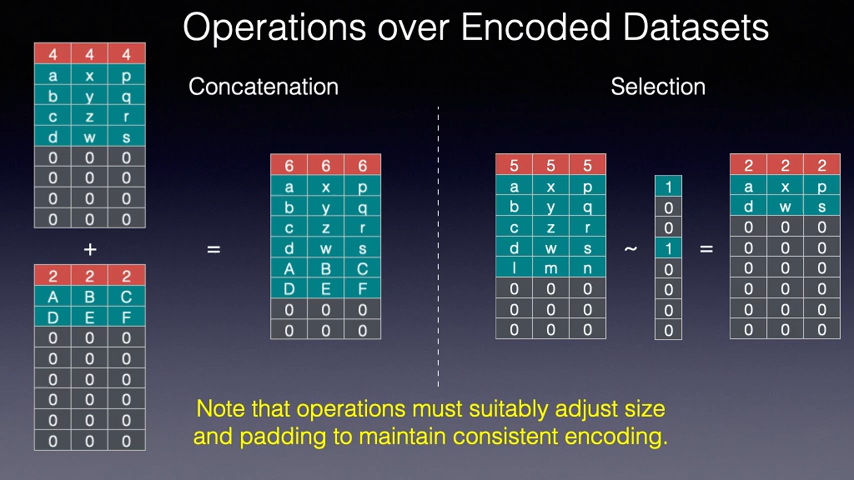 Operations over Encoded Datasets
Concatenation
4 4 4
a x p
b y q
c z r
d w s
0 0 0
0 0 0
0 0 0
0 0 0
+
2 2 2
A B C
D E F
0 0 0
0 0 0
0 0 0
0 0 0
0 0 0
0 0 0
=
6 6 6
a x p
b y q
c z r
d w s
A B C
D E F
0 0 0
0 0 0
Selection
5 5 5
a x p
b y q
c z r
d w s
l m n
0 0 0
0 0 0
0 0 0
~
1
0
0
1
0
0
0
0
=
2 2 2
a x p
d w s
0 0 0
0 0 0
0 0 0
0 0 0
0 0 0
0 0 0
Note that operations must suitably adjust size
and padding to maintain consistent encoding.